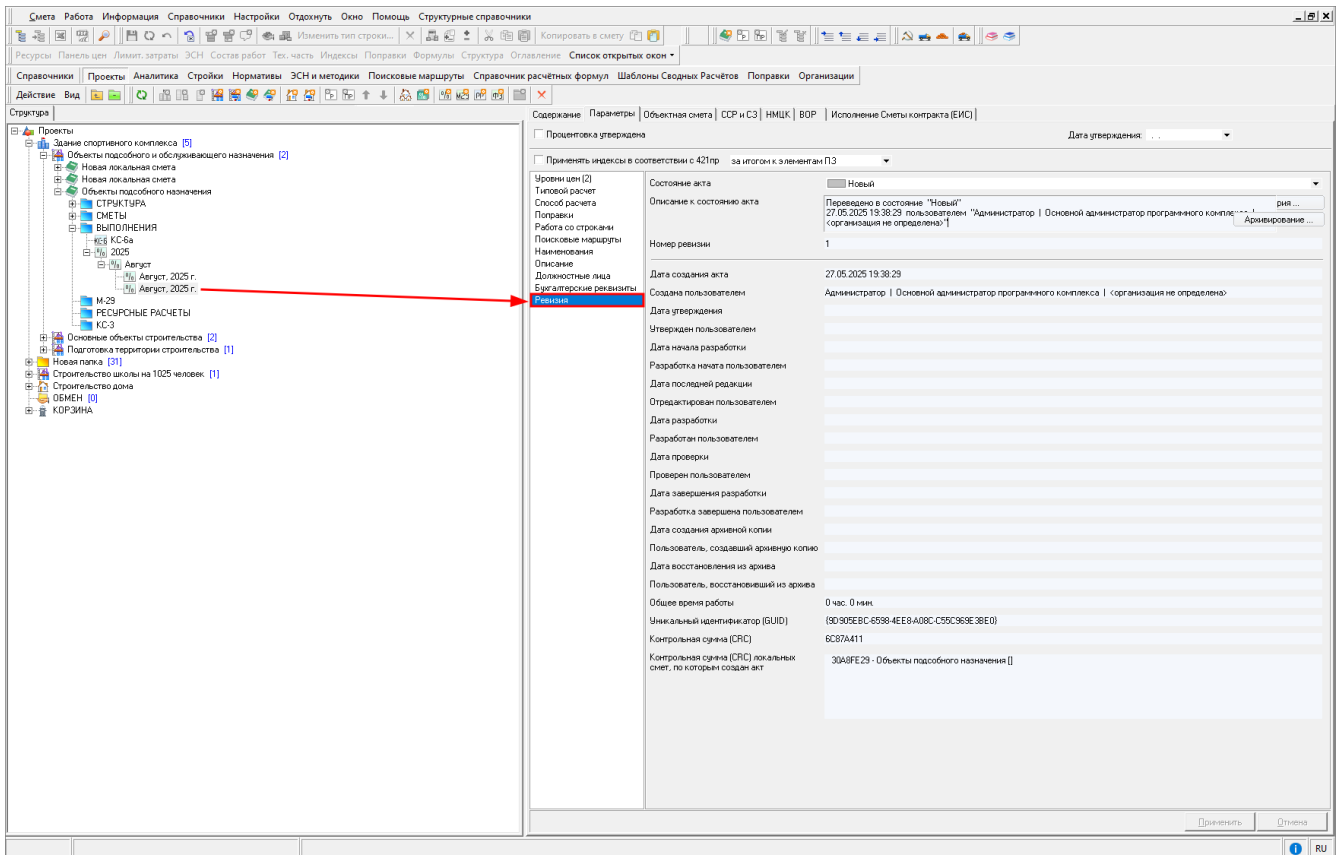 Смета Работа Информация Справочники Настройки Отдохнуть Окно Помощь Структурные справочники
Изменить тип строки... Копировать в смету
Ресурсы Панель цен Лимит. затраты ЭСН Состав работ Тех. часть Индексы Поправки Формулы Структура Оглавление Список открытых окон
Справочники Проекты Аналитика Стройки Нормативы ЭСН и методики Поисковые маршруты Справочник расчётных формул Шаблоны Сводных Расчётов Поправки Организации
Действие Вид
Структура
Проекты
Здание спортивного комплекса [5]
Объекты подсобного и обслуживающего назначения [2]
Новая локальная смета
Новая локальная смета
Объекты подсобного назначения
СТРУКТУРА
СМЕТЫ
ВЫПОЛНЕНИЯ
КС-6 КС-6а
2025
Август
Август, 2025 г.
Август, 2025 г.
М-29
РЕСУРСНЫЕ РАСЧЕТЫ
КС-3
Основные объекты строительства [2]
Подготовка территории строительства [1]
Новая папка [31]
Строительство школы на 1025 человек [1]
Строительство дома
ОБМЕН [0]
КОРЗИНА
Содержание Параметры Объектная смета ССР и СЗ НМЦК ВОР Исполнение Сметы контракта (ЕИС)
Процентовка утверждена Дата утверждения: . .
Применять индексы в соответствии с 421пр за итогом к элементам ПЗ
Уровни цен (2)
Типовой расчет
Способ расчета
Поправки
Работа со строками
Поисковые маршруты
Наименования
Описание
Должностные лица
Бухгалтерские реквизиты
Ревизия
Состояние акта Новый
Описание к состоянию акта Переведено в состояние "Новый" рия ...
27.05.2025 19:38:29 пользователем "Администратор | Основной администратор программного комплекса |
<организация не определена>" Архивирование ...
Номер ревизии 1
Дата создания акта 27.05.2025 19:38:29
Создана пользователем Администратор | Основной администратор программного комплекса | <организация не определена>
Дата утверждения
Утвержден пользователем
Дата начала разработки
Разработка начата пользователем
Дата последней редакции
Отредактирован пользователем
Дата разработки
Разработан пользователем
Дата проверки
Проверен пользователем
Дата завершения разработки
Разработка завершена пользователем
Дата создания архивной копии
Пользователь, создавший архивную копию
Дата восстановления из архива
Пользователь, восстановивший из архива
Общее время работы 0 час. 0 мин.
Уникальный идентификатор (GUID) {9D905EBC-6598-4EE8-A08C-C55C969E3BE0}
Контрольная сумма (CRC) 6C87A411
Контрольная сумма (CRC) локальных
смет, по которым создан акт 30A8FE29 - Объекты подсобного назначения []
Применить Отмена
RU